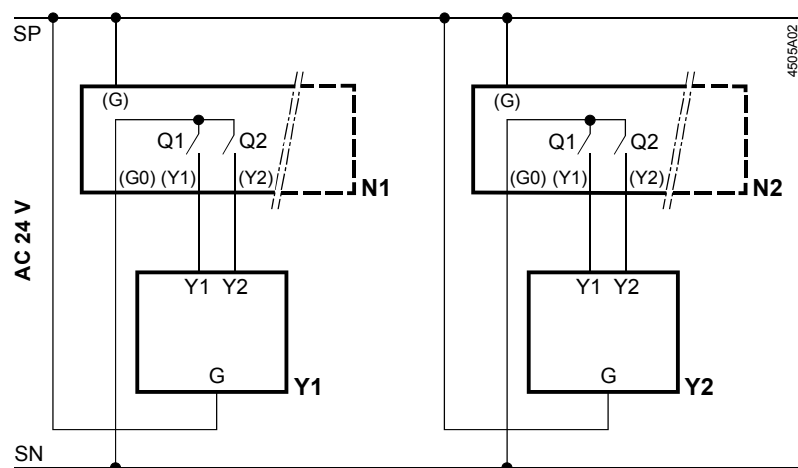 SP
4505A02
(G)
(G)
Q1 Q2
Q1 Q2
(G0) (Y1) (Y2)
N1
(G0) (Y1) (Y2)
N2
AC 24 V
Y1 Y2
Y1 Y2
G
Y1
G
Y2
SN